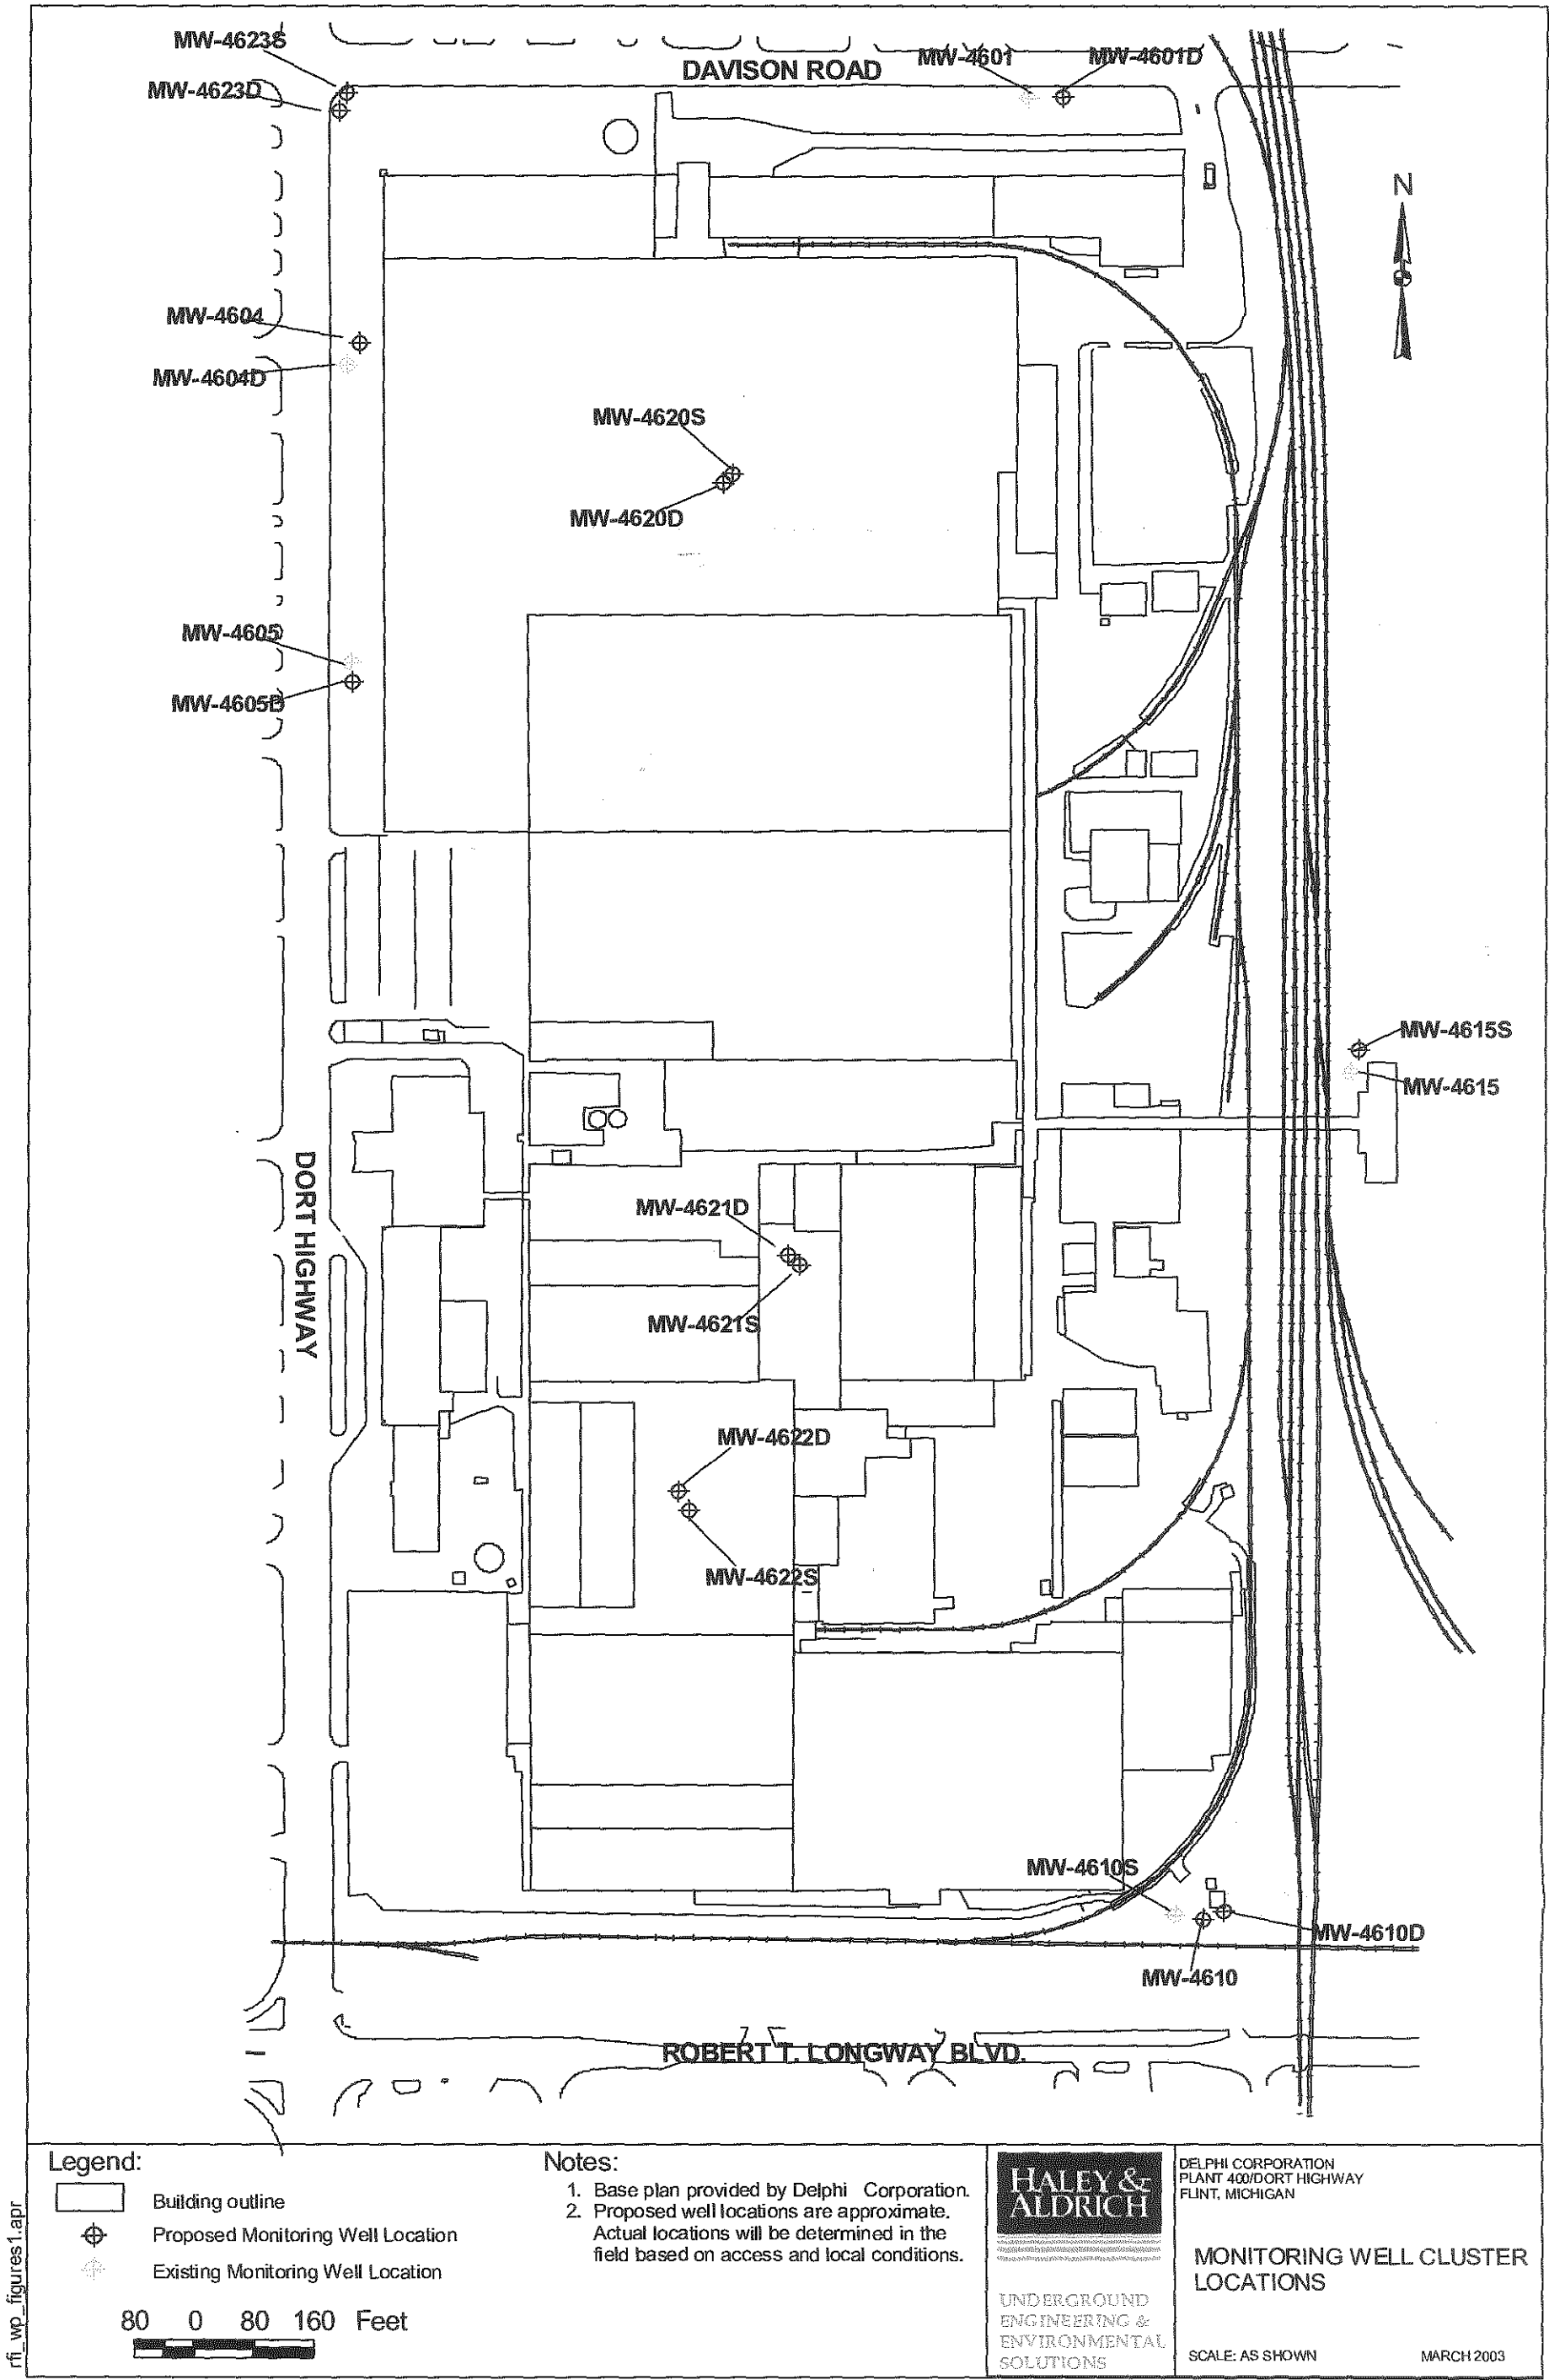 MW-4623S
MW-4623D
DAVISON ROAD
MW-4601
MW-4601D
N
MW-4604
MW-4604D
MW-4620S
MW-4620D
MW-4605
MW-4605D
MW-4615S
MW-4615
DORT HIGHWAY
MW-4621D
MW-4621S
MW-4622D
MW-4622S
MW-4610S
MW-4610D
MW-4610
ROBERT T. LONGWAY BLVD.
Legend:
Building outline
Proposed Monitoring Well Location
Existing Monitoring Well Location
80 0 80 160 Feet
Notes:
1. Base plan provided by Delphi Corporation.
2. Proposed well locations are approximate.
Actual locations will be determined in the
field based on access and local conditions.
HALEY &
ALDRICH
UNDERGROUND
ENGINEERING &
ENVIRONMENTAL
SOLUTIONS
DELPHI CORPORATION
PLANT 400/DORT HIGHWAY
FLINT, MICHIGAN
MONITORING WELL CLUSTER
LOCATIONS
SCALE: AS SHOWN
MARCH 2003
rfi_wp_figures1.apr